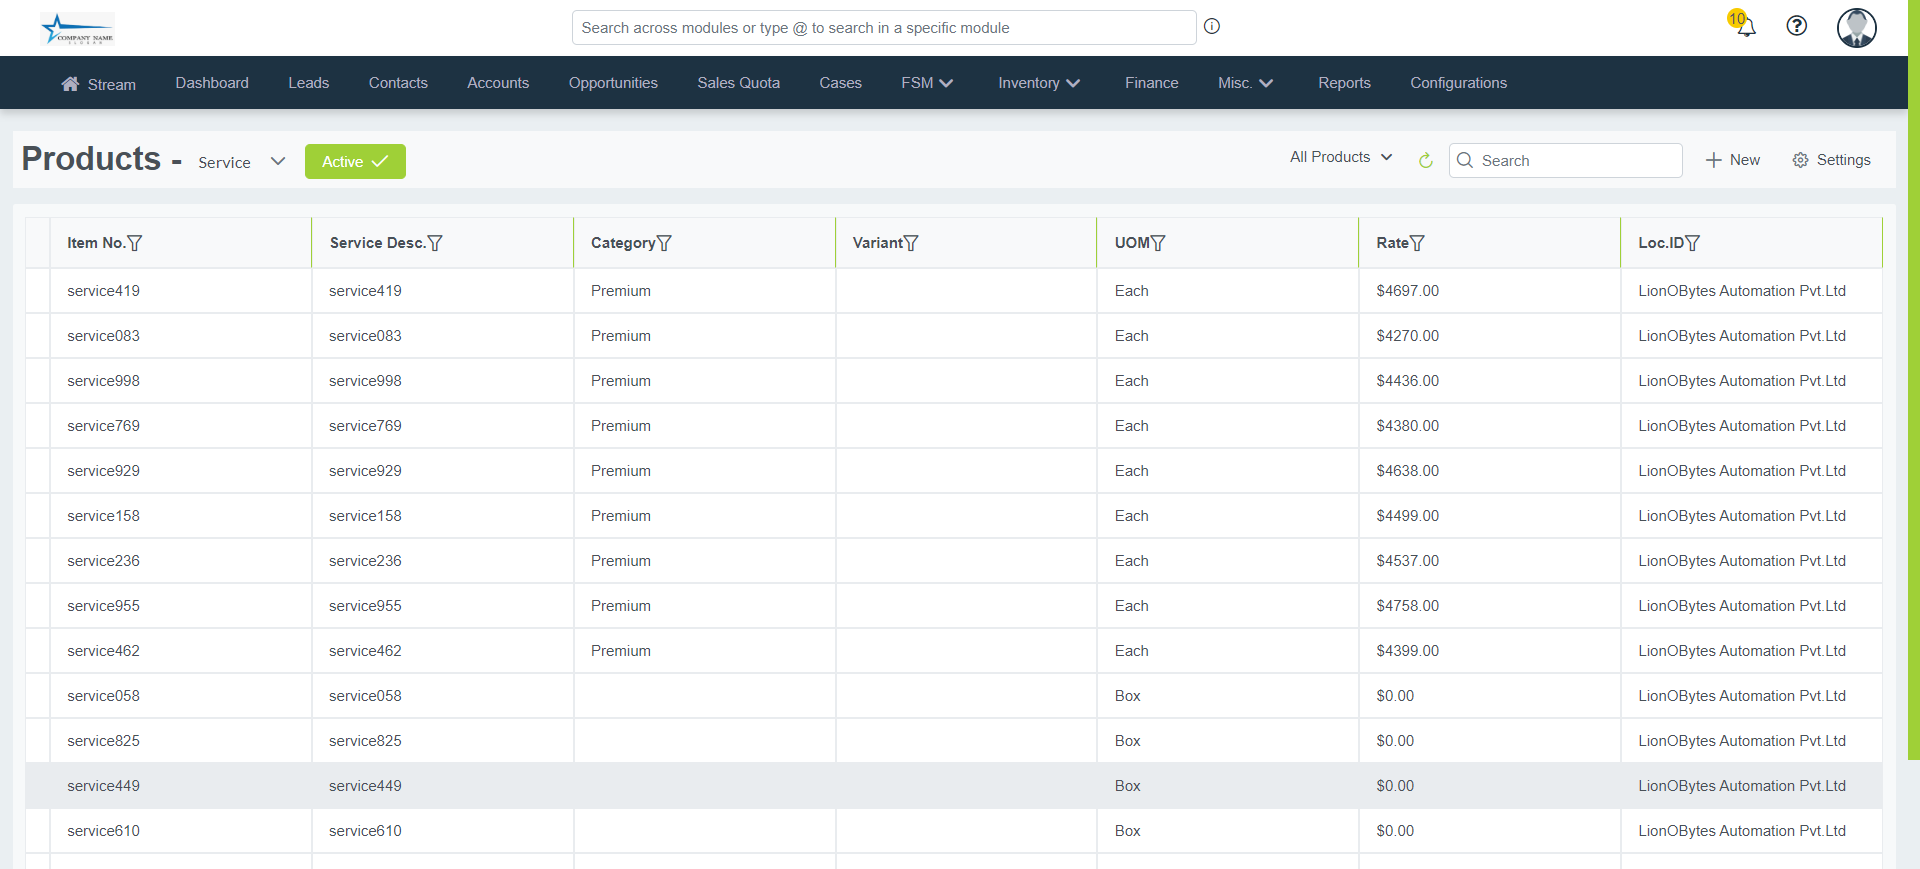 COMPANY NAME
Search across modules or type @ to search in a specific module
10
Stream Dashboard Leads Contacts Accounts Opportunities Sales Quota Cases FSM Inventory Finance Misc. Reports Configurations
Products - Service Active All Products Search New Settings
Item No. Service Desc. Category Variant UOM Rate Loc.ID
service419 service419 Premium Each $4697.00 LionOBytes Automation Pvt.Ltd
service083 service083 Premium Each $4270.00 LionOBytes Automation Pvt.Ltd
service998 service998 Premium Each $4436.00 LionOBytes Automation Pvt.Ltd
service769 service769 Premium Each $4380.00 LionOBytes Automation Pvt.Ltd
service929 service929 Premium Each $4638.00 LionOBytes Automation Pvt.Ltd
service158 service158 Premium Each $4499.00 LionOBytes Automation Pvt.Ltd
service236 service236 Premium Each $4537.00 LionOBytes Automation Pvt.Ltd
service955 service955 Premium Each $4758.00 LionOBytes Automation Pvt.Ltd
service462 service462 Premium Each $4399.00 LionOBytes Automation Pvt.Ltd
service058 service058 Box $0.00 LionOBytes Automation Pvt.Ltd
service825 service825 Box $0.00 LionOBytes Automation Pvt.Ltd
service449 service449 Box $0.00 LionOBytes Automation Pvt.Ltd
service610 service610 Box $0.00 LionOBytes Automation Pvt.Ltd